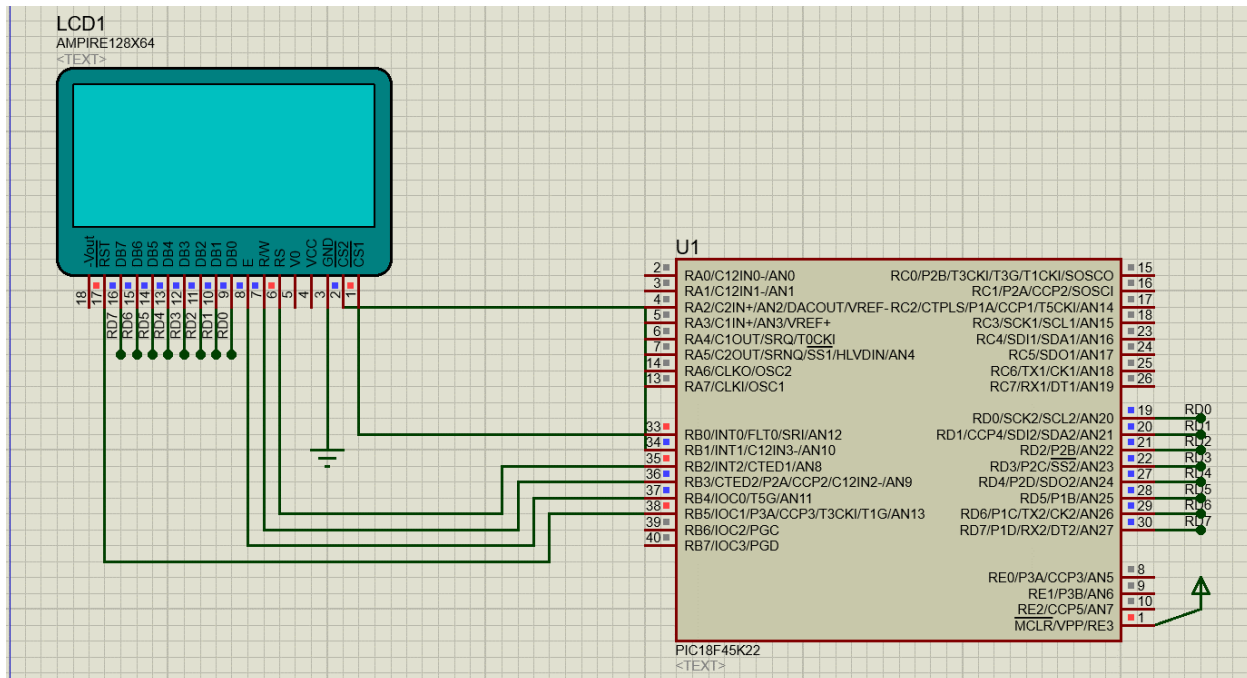 LCD1
AMPIRE128X64
<TEXT>
-Vout
RST
DB7
DB6
DB5
DB4
DB3
DB2
DB1
DB0
E
R/W
RS
V0
VCC
GND
CS2
CS1
18
17
16
15
14
13
12
11
10
9
8
7
6
5
4
3
2
1
RD7
RD6
RD5
RD4
RD3
RD2
RD1
RD0
U1
2 RA0/C12IN0-/AN0
3 RA1/C12IN1-/AN1
4 RA2/C2IN+/AN2/DACOUT/VREF-
5 RA3/C1IN+/AN3/VREF+
6 RA4/C1OUT/SRQ/T0CKI
7 RA5/C2OUT/SRNQ/SS1/HLVDIN/AN4
14 RA6/CLKO/OSC2
13 RA7/CLKI/OSC1
33 RB0/INT0/FLT0/SRI/AN12
34 RB1/INT1/C12IN3-/AN10
35 RB2/INT2/CTED1/AN8
36 RB3/CTED2/P2A/CCP2/C12IN2-/AN9
37 RB4/IOC0/T5G/AN11
38 RB5/IOC1/P3A/CCP3/T3CKI/T1G/AN13
39 RB6/IOC2/PGC
40 RB7/IOC3/PGD
RC0/P2B/T3CKI/T3G/T1CKI/SOSCO 15
RC1/P2A/CCP2/SOSCI 16
RC2/CTPLS/P1A/CCP1/T5CKI/AN14 17
RC3/SCK1/SCL1/AN15 18
RC4/SDI1/SDA1/AN16 23
RC5/SDO1/AN17 24
RC6/TX1/CK1/AN18 25
RC7/RX1/DT1/AN19 26
RD0/SCK2/SCL2/AN20 19 RD0
RD1/CCP4/SDI2/SDA2/AN21 20 RD1
RD2/P2B/AN22 21 RD2
RD3/P2C/SS2/AN23 22 RD3
RD4/P2D/SDO2/AN24 27 RD4
RD5/P1B/AN25 28 RD5
RD6/P1C/TX2/CK2/AN26 29 RD6
RD7/P1D/RX2/DT2/AN27 30 RD7
RE0/P3A/CCP3/AN5 8
RE1/P3B/AN6 9
RE2/CCP5/AN7 10
MCLR/VPP/RE3 1
PIC18F45K22
<TEXT>